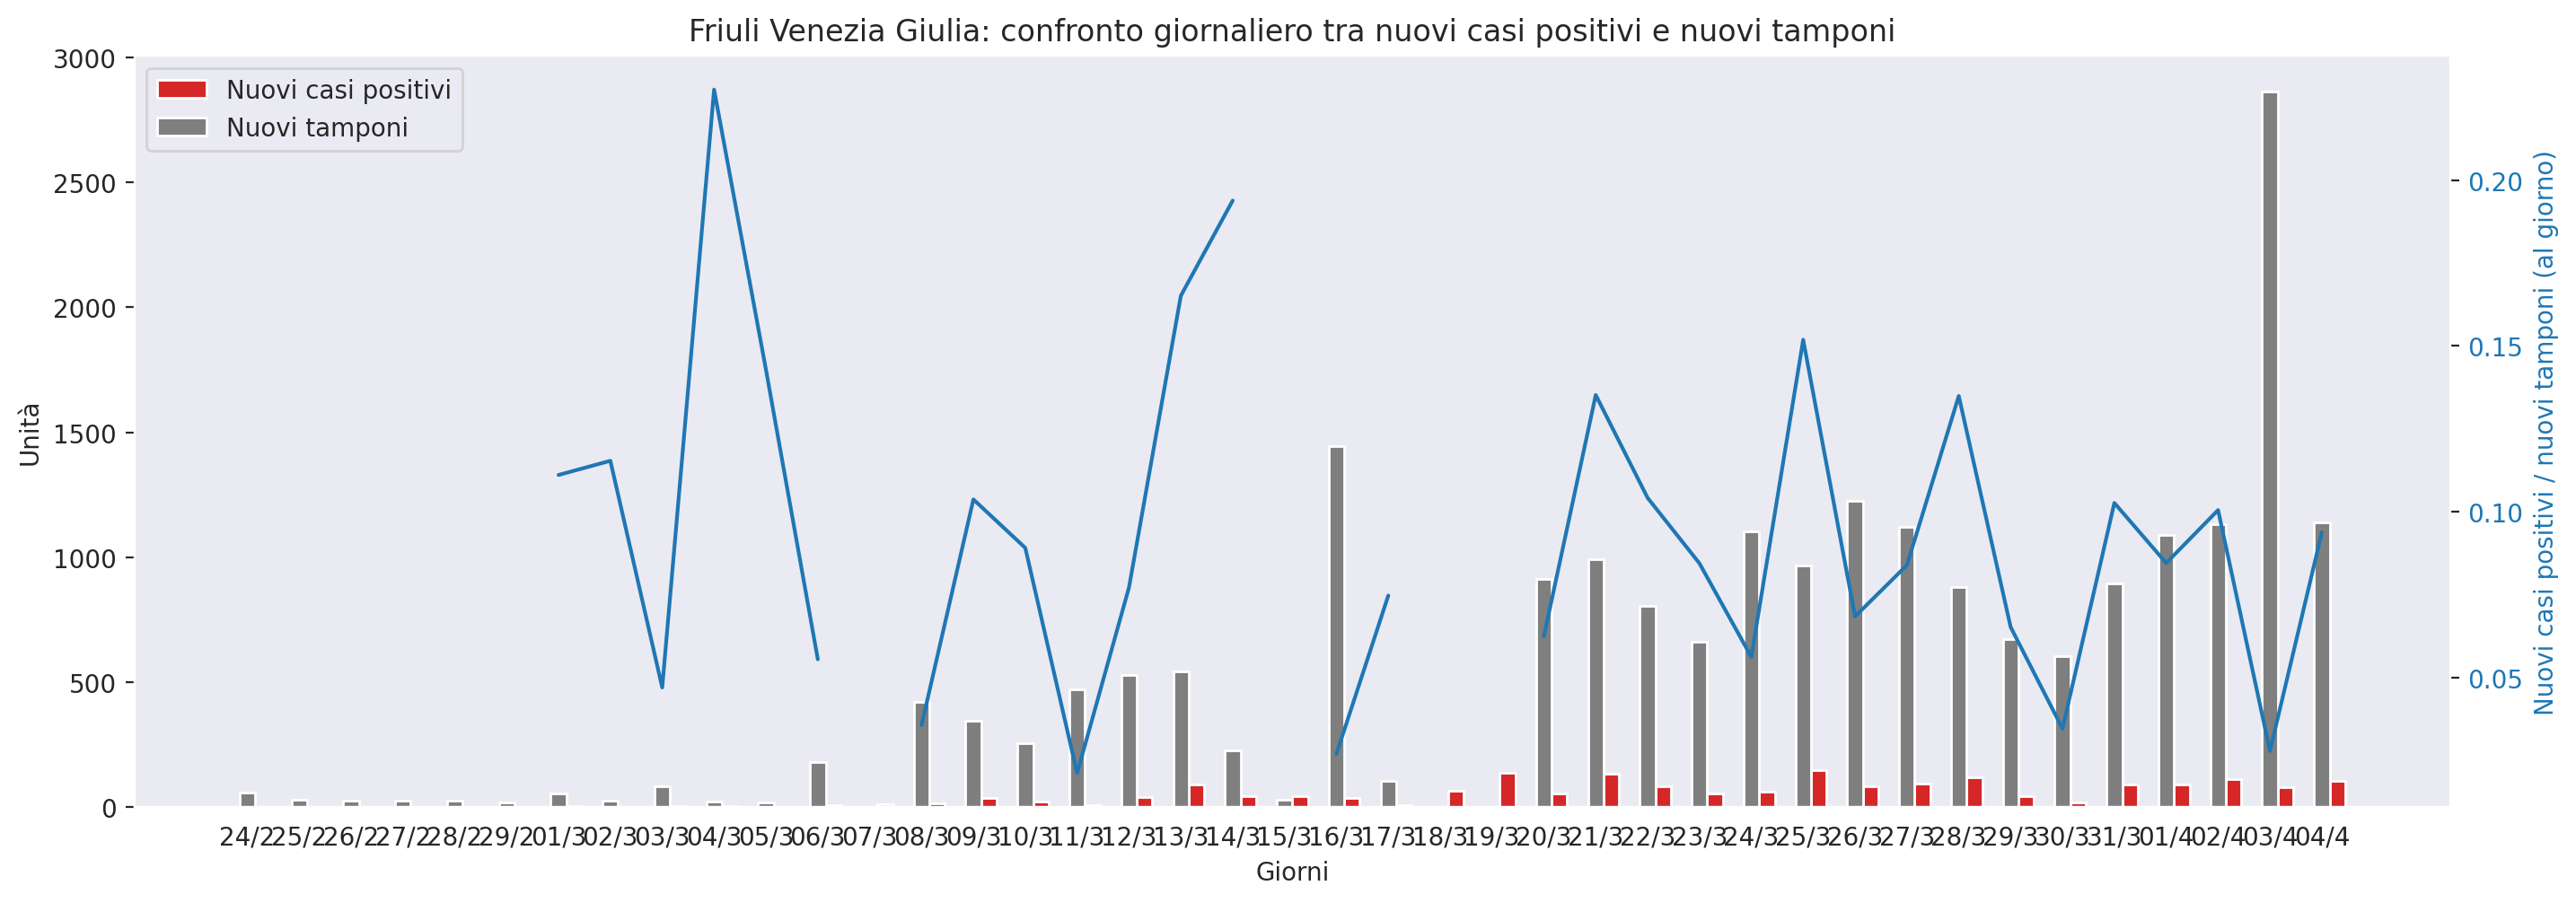 Friuli Venezia Giulia: confronto giornaliero tra nuovi casi positivi e nuovi tamponi
Nuovi casi positivi
Nuovi tamponi
3000
2500
2000
1500
1000
500
0
Unità
0.20
0.15
0.10
0.05
Nuovi casi positivi / nuovi tamponi (al giorno)
24/2 25/2 26/2 27/2 28/2 29/2 01/3 02/3 03/3 04/3 05/3 06/3 07/3 08/3 09/3 10/3 11/3 12/3 13/3 14/3 15/3 16/3 17/3 18/3 19/3 20/3 21/3 22/3 23/3 24/3 25/3 26/3 27/3 28/3 29/3 30/3 31/3 01/4 02/4 03/4 04/4
Giorni